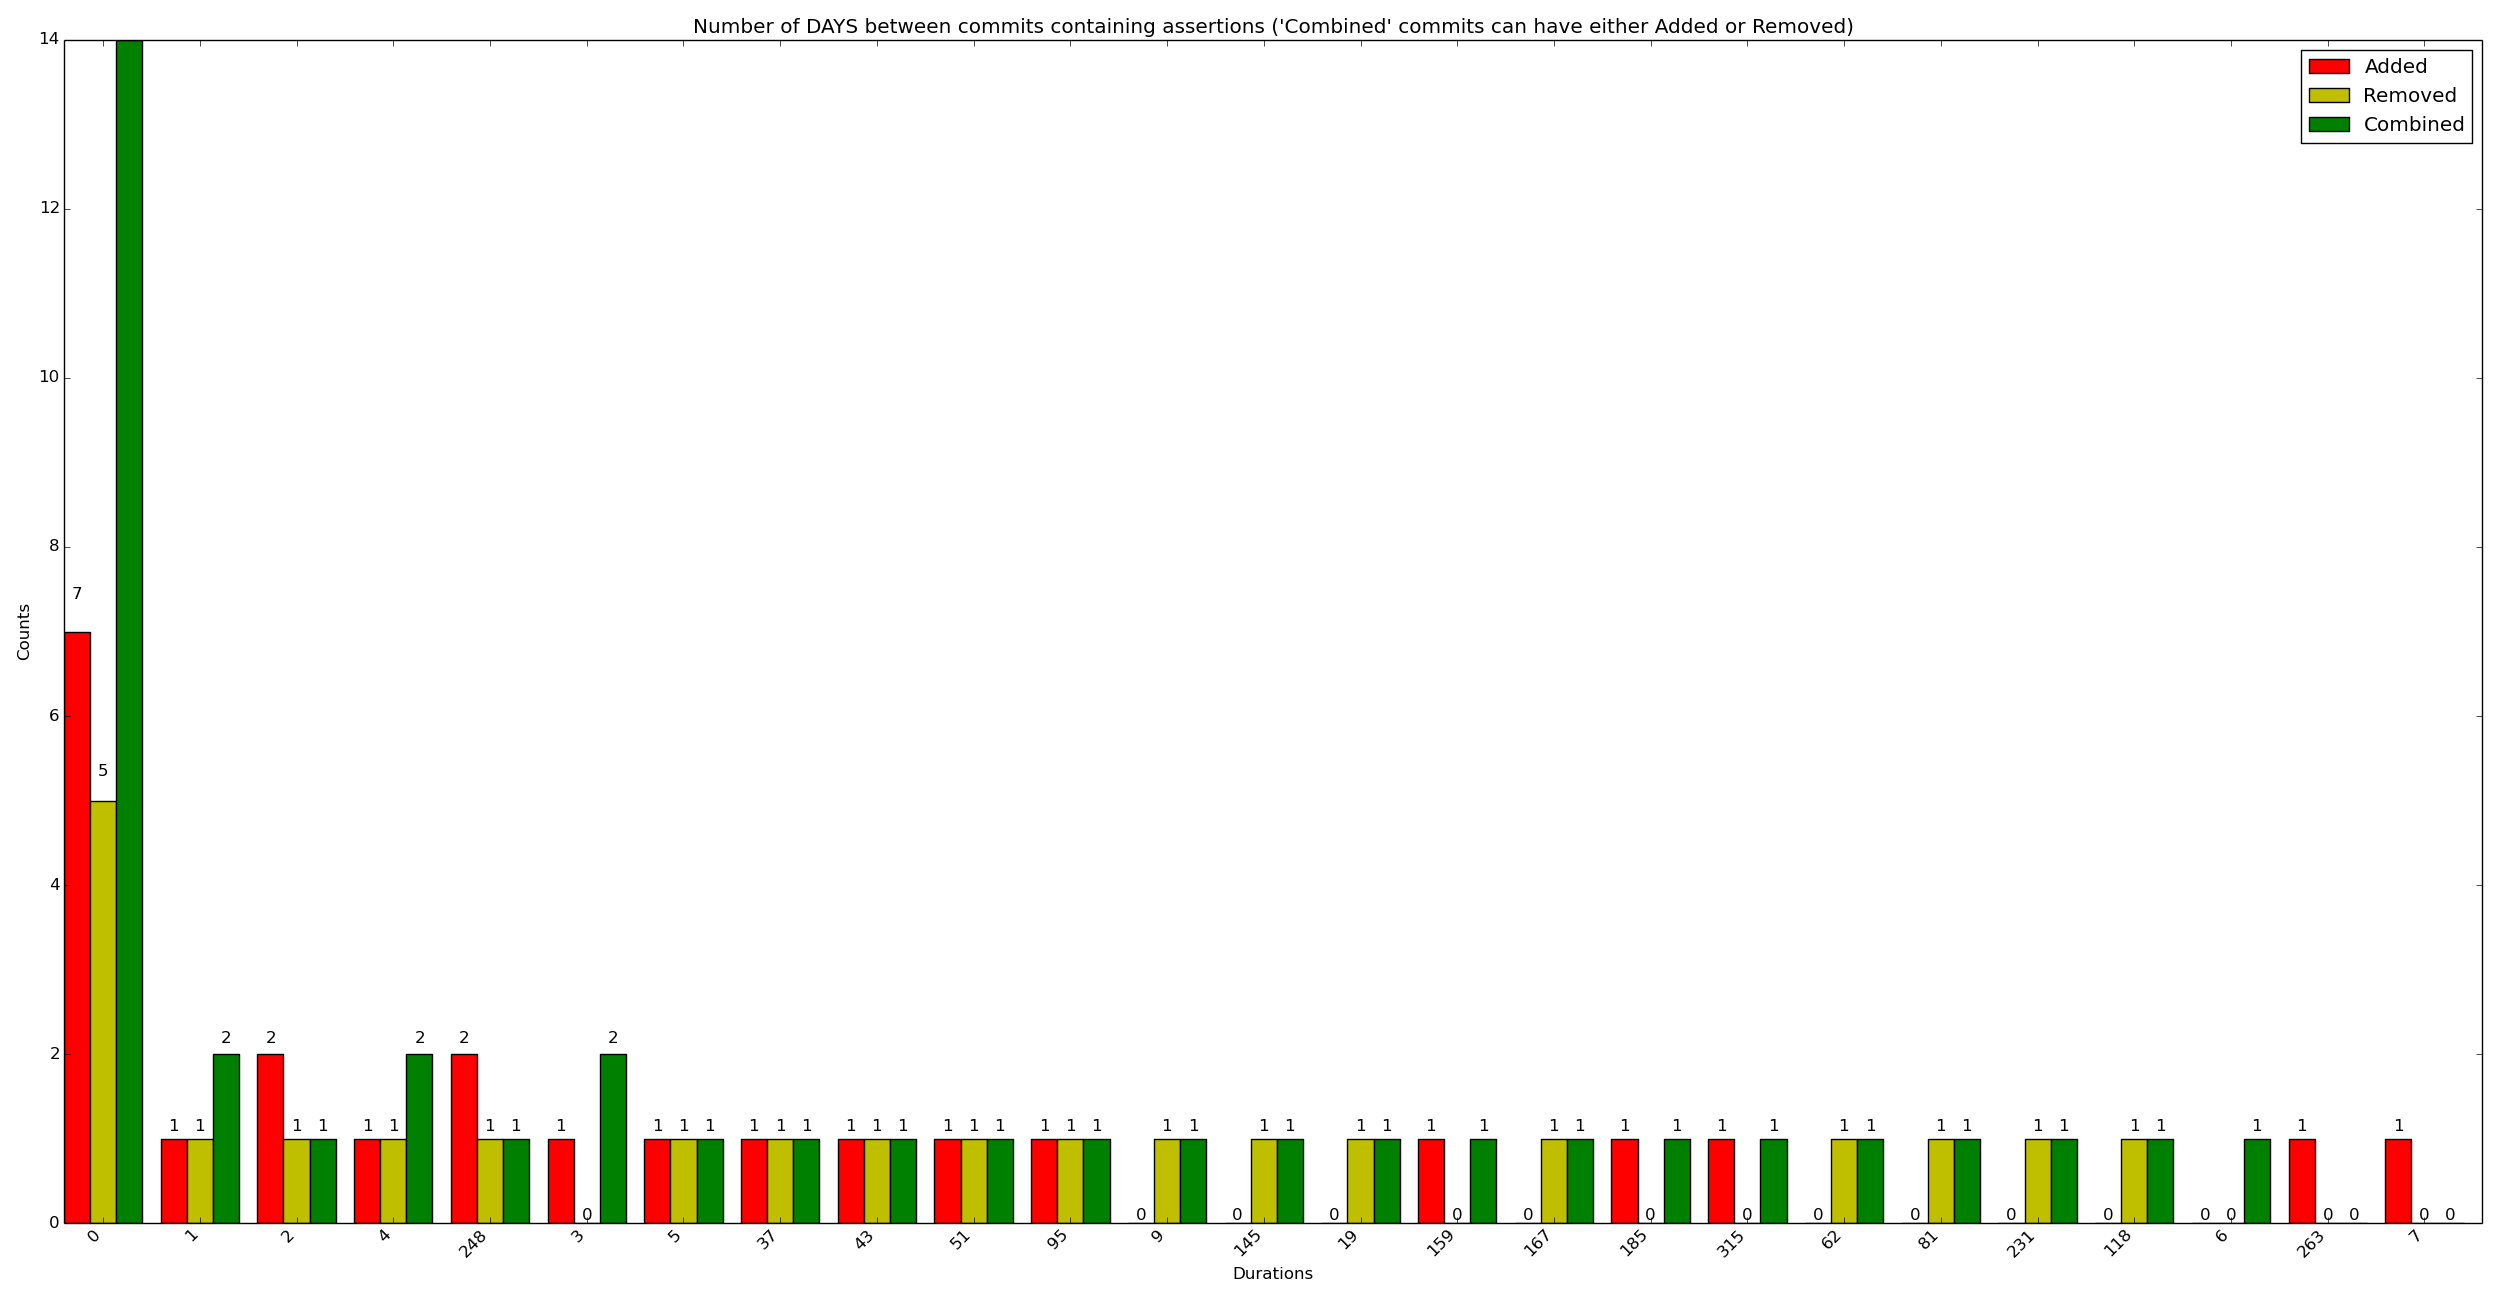 Number of DAYS between commits containing assertions ('Combined' commits can have either Added or Removed)
14
12
10
8
6
4
2
0
Counts
Added
Removed
Combined
7
5
1 1 2
2 1 1
1 1 2
2 1 1
1 0 2
1 1 1
1 1 1
1 1 1
1 1 1
1 1 1
0 1 1
0 1 1
0 1 1
1 0 1
0 1 1
1 0 1
1 0 1
0 1 1
0 1 1
0 1 1
0 1 1
0 0 1
1 0 0
1 0 0
0 1 2 4 248 3 5 37 43 51 95 9 145 19 159 167 185 315 62 81 231 118 6 263 7
Durations